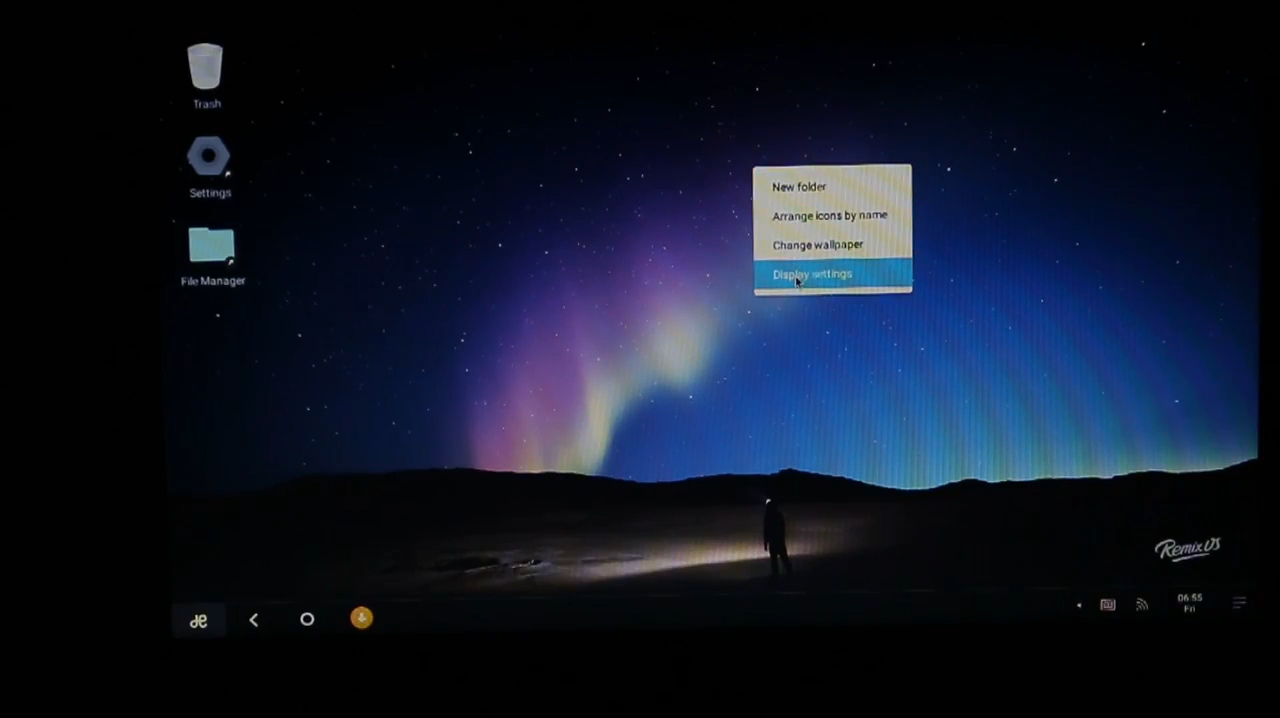 Trash
Settings
File Manager
New folder
Arrange icons by name
Change wallpaper
Display settings
Remix OS
06:55
Fri